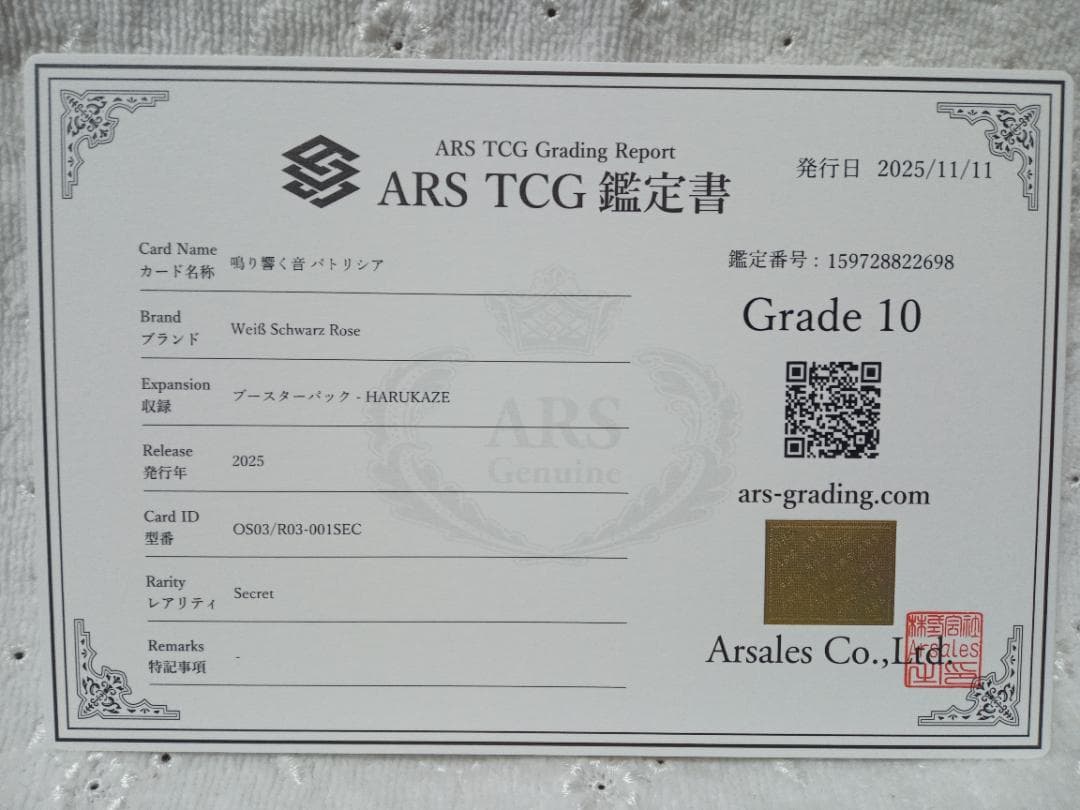 ARS TCG Grading Report
ARS TCG 鑑定書
発行日 2025/11/11
Card Name
カード名称
鳴り響く音 パトリシア
Brand
ブランド
Weiß Schwarz Rose
Expansion
収録
ブースターパック - HARUKAZE
Release
発行年
2025
Card ID
型番
OS03/R03-001SEC
Rarity
レアリティ
Secret
Remarks
特記事項
-
ARS
Genuine
鑑定番号 : 159728822698
Grade 10
ars-grading.com
Arsales Co.,Ltd.
Arsales